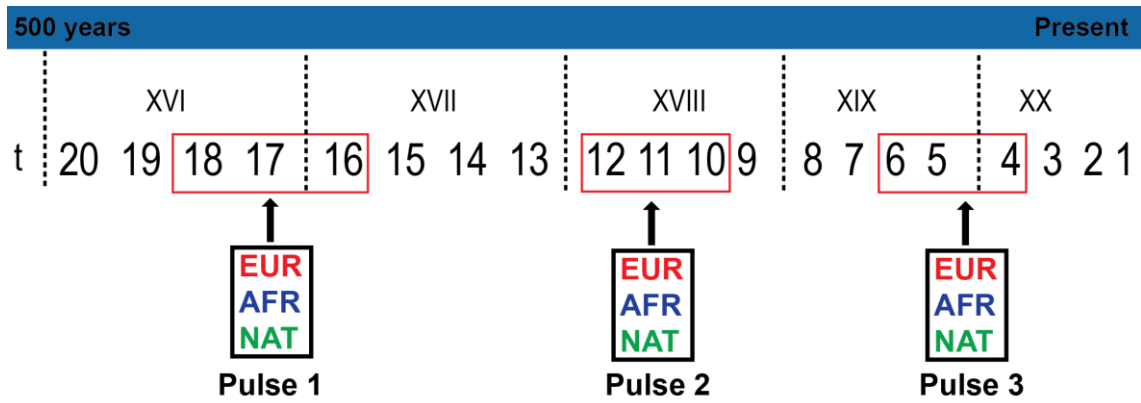 500 years Present
XVI XVII XVIII XIX XX
t 20 19 18 17 16 15 14 13 12 11 10 9 8 7 6 5 4 3 2 1
EUR EUR EUR
AFR AFR AFR
NAT NAT NAT
Pulse 1 Pulse 2 Pulse 3